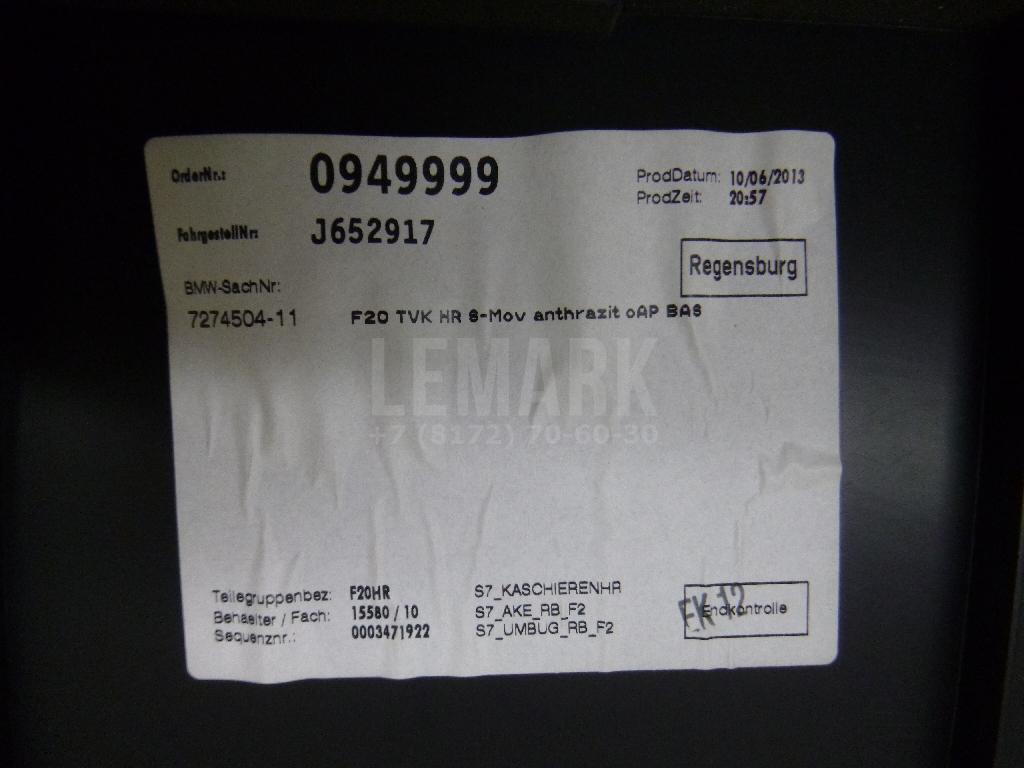 OrderNr.: 0949999
ProdDatum: 10/06/2013
ProdZeit: 20:57
FahrgestellNr: J652917
Regensburg
BMW-SachNr:
7274504-11 F20 TVK HR S-Mov anthrazit oAP BAS
LEMARK
+7 (8172) 70-60-30
Teilegruppenbez: F20HR S7_KASCHIERENHR
Behaelter / Fach: 15580 / 10 S7_AKE_RB_F2
Sequenznr.: 0003471922 S7_UMBUG_RB_F2
Endkontrolle
EK 12